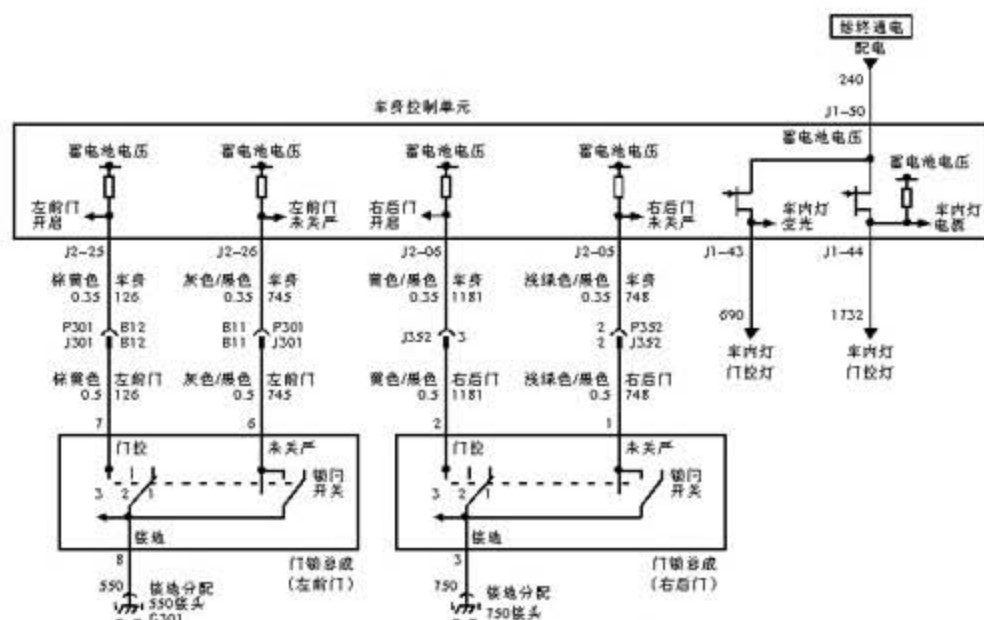 始终通电
配电
240
J1-50
车身控制单元
蓄电池电压
蓄电池电压 蓄电池电压 蓄电池电压 蓄电池电压 蓄电池电压
左前门 开启
左前门 未关严
右后门 开启
右后门 未关严
车内灯 变光
车内灯 电源
J2-25 J2-26 J2-06 J2-05 J1-43 J1-44
棕黄色 车身 灰色/黑色 车身 黄色/黑色 车身 浅绿色/黑色 车身
0.35 126 0.35 745 0.35 1181 0.35 748
690 1732
P301 B12 B11 P301 2 P352
J301 B12 B11 J301 J352 3 2 J352
车内灯 车内灯
门控灯 门控灯
棕黄色 左前门 灰色/黑色 左前门 黄色/黑色 右后门 浅绿色/黑色 右后门
0.5 126 0.5 745 0.5 1181 0.5 748
7 6 2 1
门控 未关严 门控 未关严
锁闩 锁闩
开关 开关
3 2 1 3 2 1
接地 接地
8 3
门锁总成 门锁总成
(左前门) (右后门)
550 接地分配 750 接地分配
550接头 750接头
G301